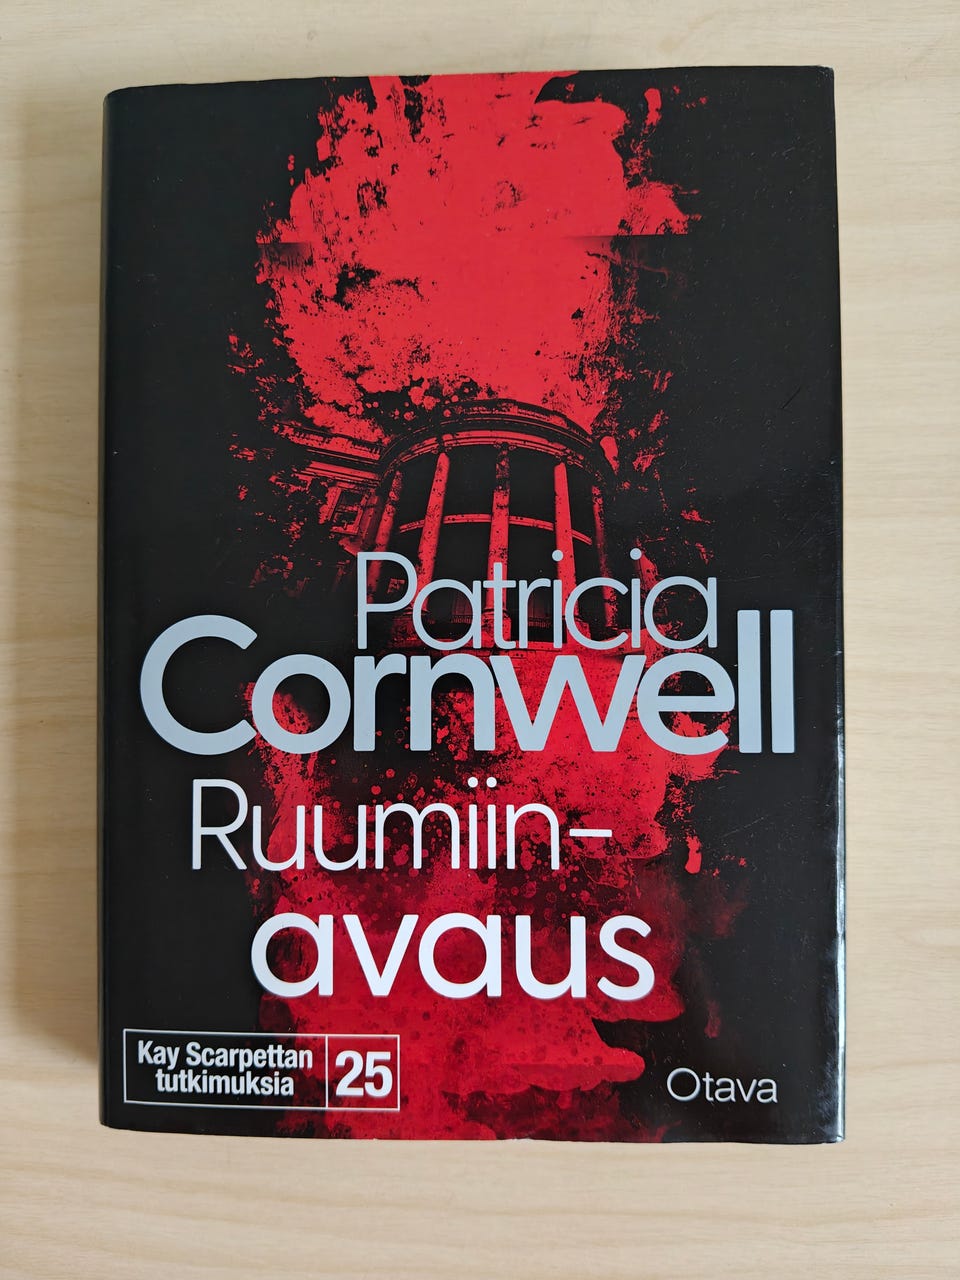 Patricia
Cornwell
Ruumiin-
avaus
Kay Scarpettan
tutkimuksia
25
Otava